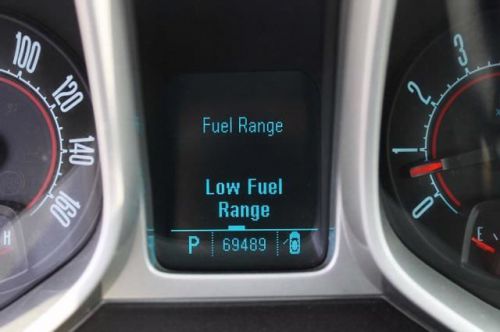 100
120
140
160
H
Fuel Range
Low Fuel
Range
P 69489
3
2
1
0
E